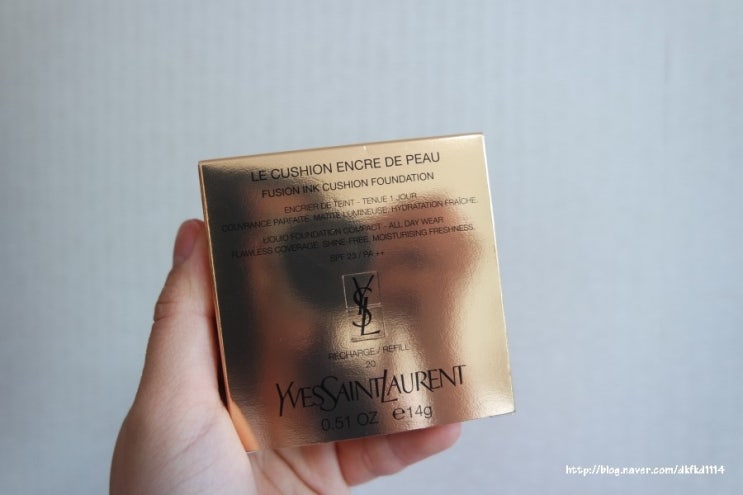 LE CUSHION ENCRE DE PEAU
FUSION INK CUSHION FOUNDATION
ENCRIER DE TEINT - TENUE 1 JOUR
COUVRANCE PARFAITE, MATITÉ LUMINEUSE, HYDRATATION FRAÎCHE.
LIQUID FOUNDATION COMPACT - ALL DAY WEAR
FLAWLESS COVERAGE, SHINE-FREE, MOISTURISING FRESHNESS.
SPF 23 / PA ++
YSL
RECHARGE / REFILL
20
YVESSAINTLAURENT
0.51 OZ e14g
http://blog.naver.com/dkfkd1114